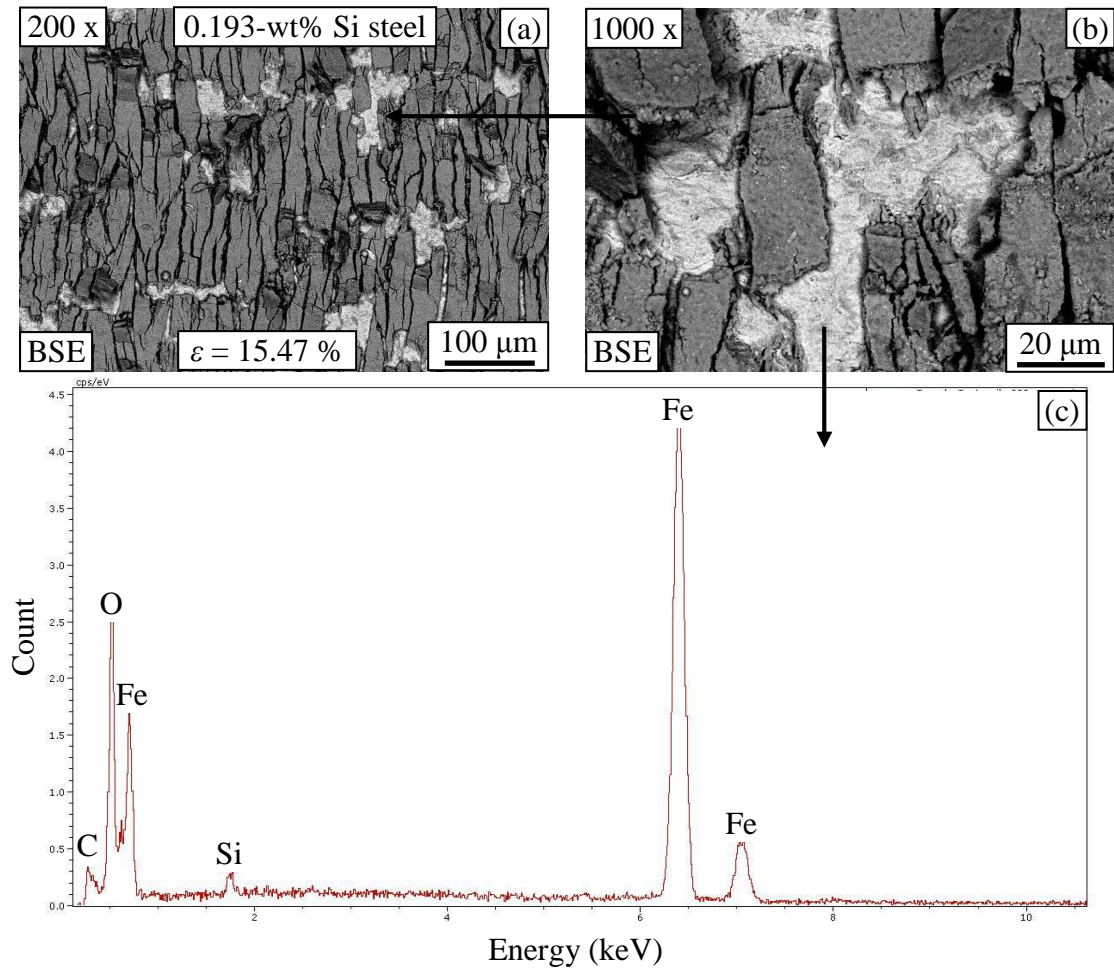 200 x
0.193-wt% Si steel
(a)
1000 x
(b)
BSE
ε = 15.47 %
100 μm
BSE
20 μm
cps/eV
(c)
4.5
4.0
3.5
3.0
2.5
2.0
1.5
1.0
0.5
0.0
Fe
O
Fe
C
Si
Fe
Count
2
4
6
8
10
Energy (keV)